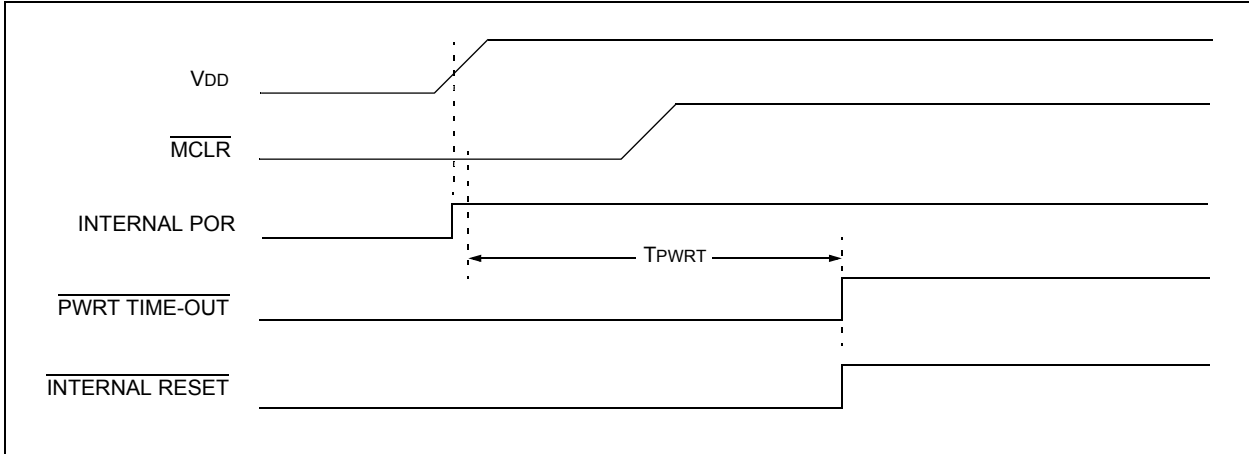 VDD
MCLR
INTERNAL POR
TPWRT
PWRT TIME-OUT
INTERNAL RESET